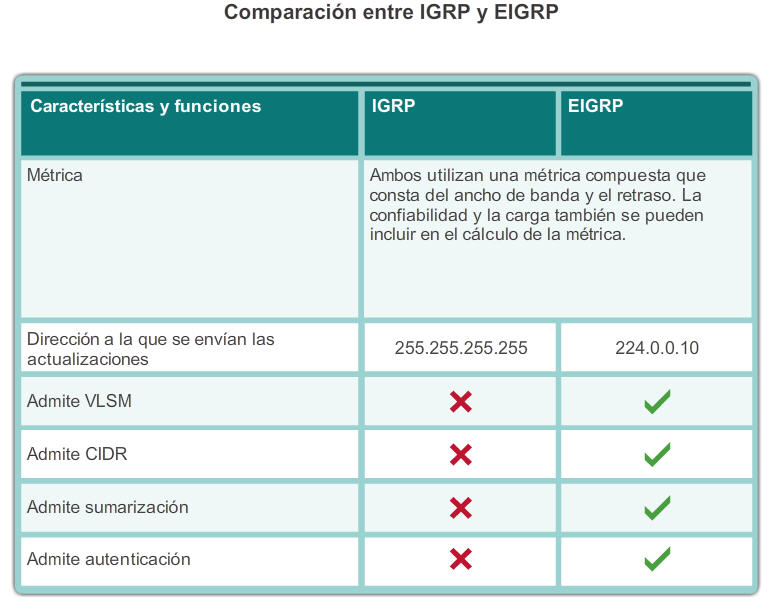 Comparación entre IGRP y EIGRP
Características y funciones
IGRP
EIGRP
Métrica
Ambos utilizan una métrica compuesta que
consta del ancho de banda y el retraso. La
confiabilidad y la carga también se pueden
incluir en el cálculo de la métrica.
Dirección a la que se envían las
actualizaciones
255.255.255.255
224.0.0.10
Admite VLSM
Admite CIDR
Admite sumarización
Admite autenticación